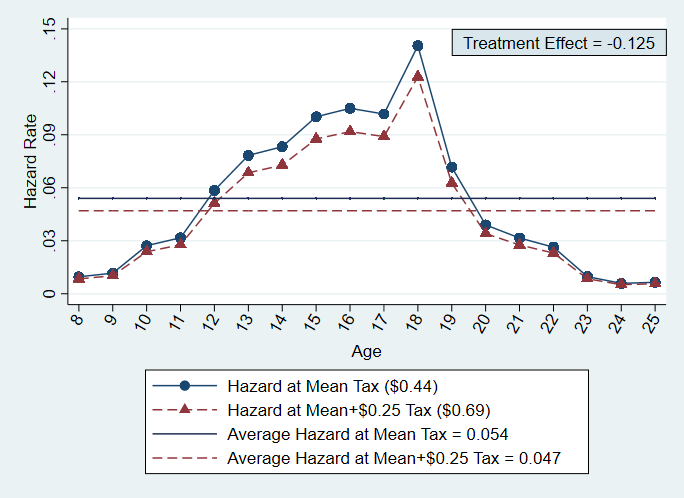 Treatment Effect = -0.125
Hazard Rate
.15
.12
.09
.06
.03
0
8 9 10 11 12 13 14 15 16 17 18 19 20 21 22 23 24 25
Age
Hazard at Mean Tax ($0.44)
Hazard at Mean+$0.25 Tax ($0.69)
Average Hazard at Mean Tax = 0.054
Average Hazard at Mean+$0.25 Tax = 0.047